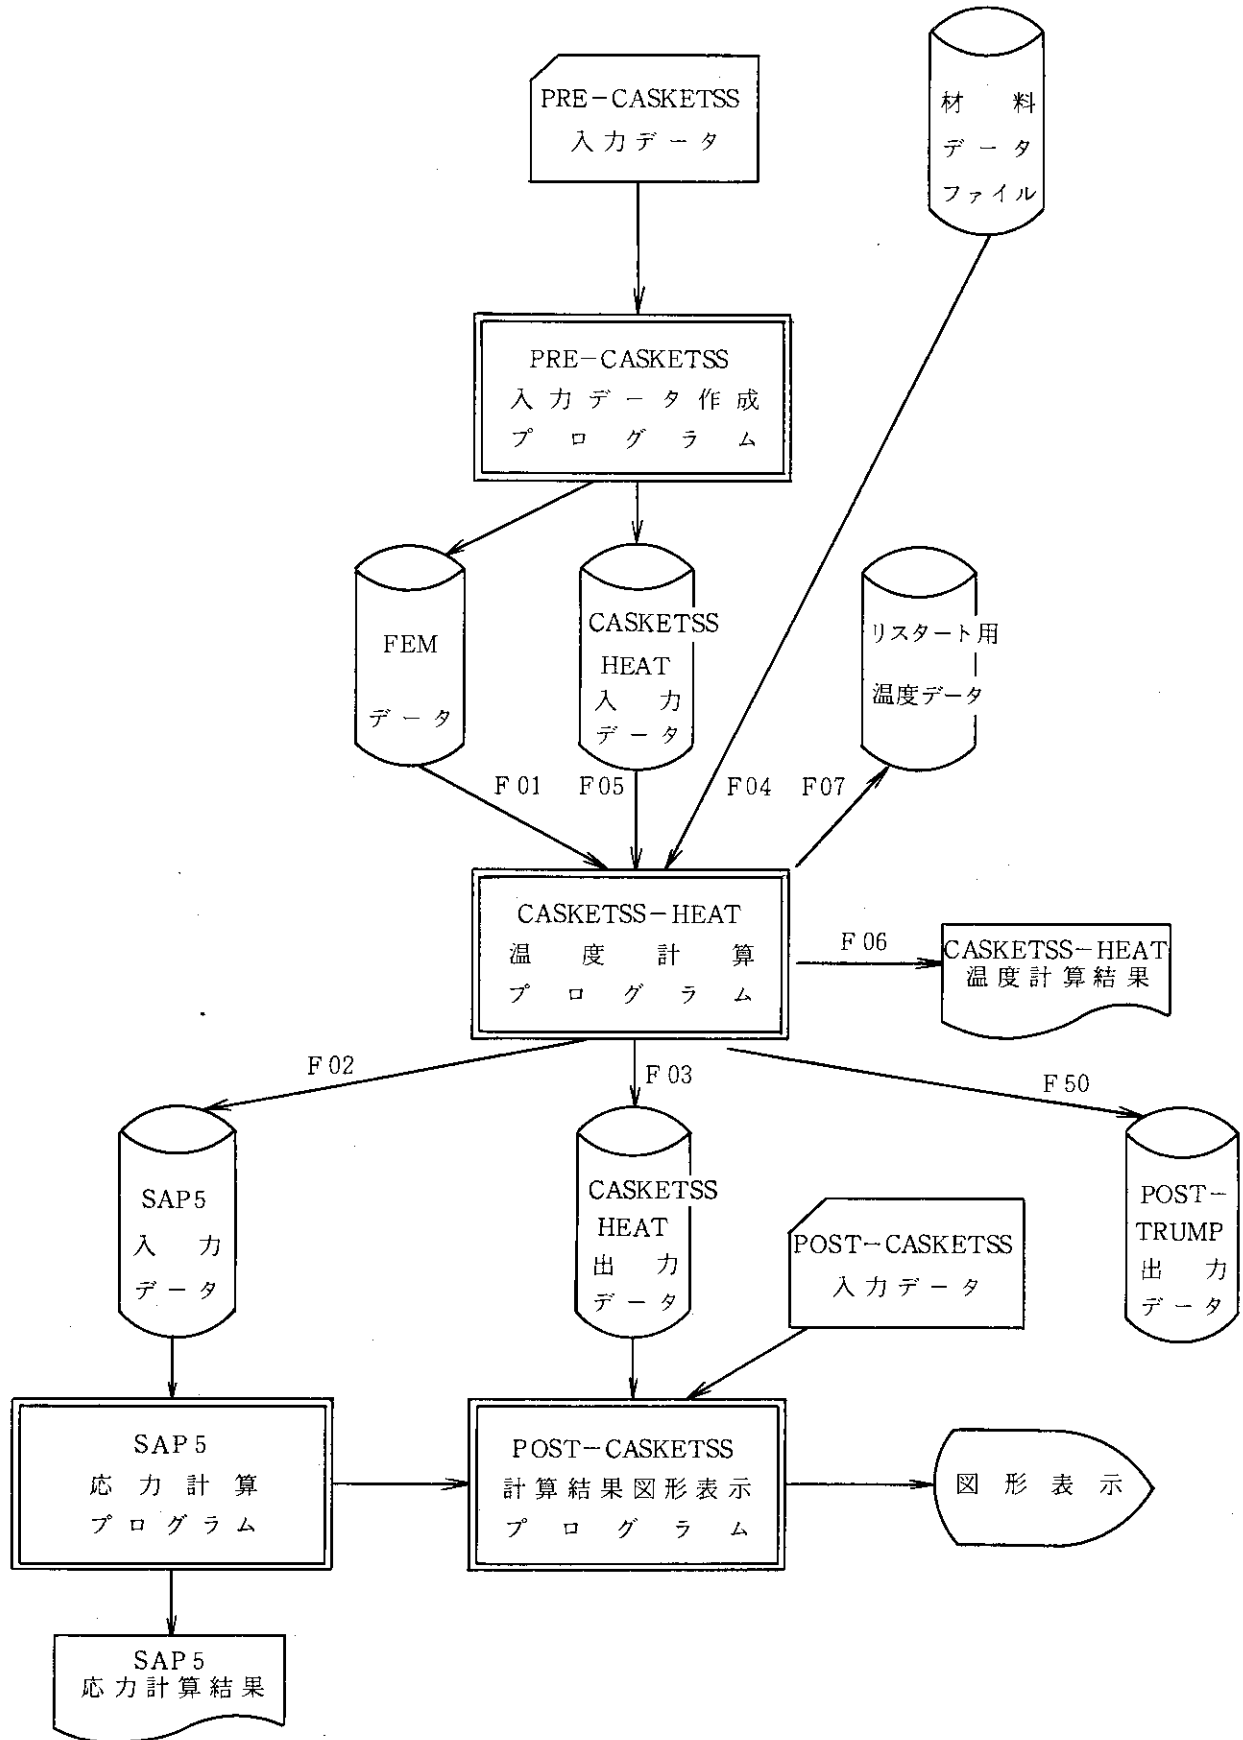 PRE-CASKETSS
入力データ
材料
データ
ファイル
PRE-CASKETSS
入力データ作成
プログラム
FEM
データ
CASKETSS
HEAT
入力
データ
リスタート用
温度データ
F01
F05
F04
F07
CASKETSS-HEAT
温度計算
プログラム
F06
CASKETSS-HEAT
温度計算結果
F02
F03
F50
SAP5
入力
データ
CASKETSS
HEAT
出力
データ
POST-CASKETSS
入力データ
POST-
TRUMP
出力
データ
SAP5
応力計算
プログラム
POST-CASKETSS
計算結果図形表示
プログラム
図形表示
SAP5
応力計算結果